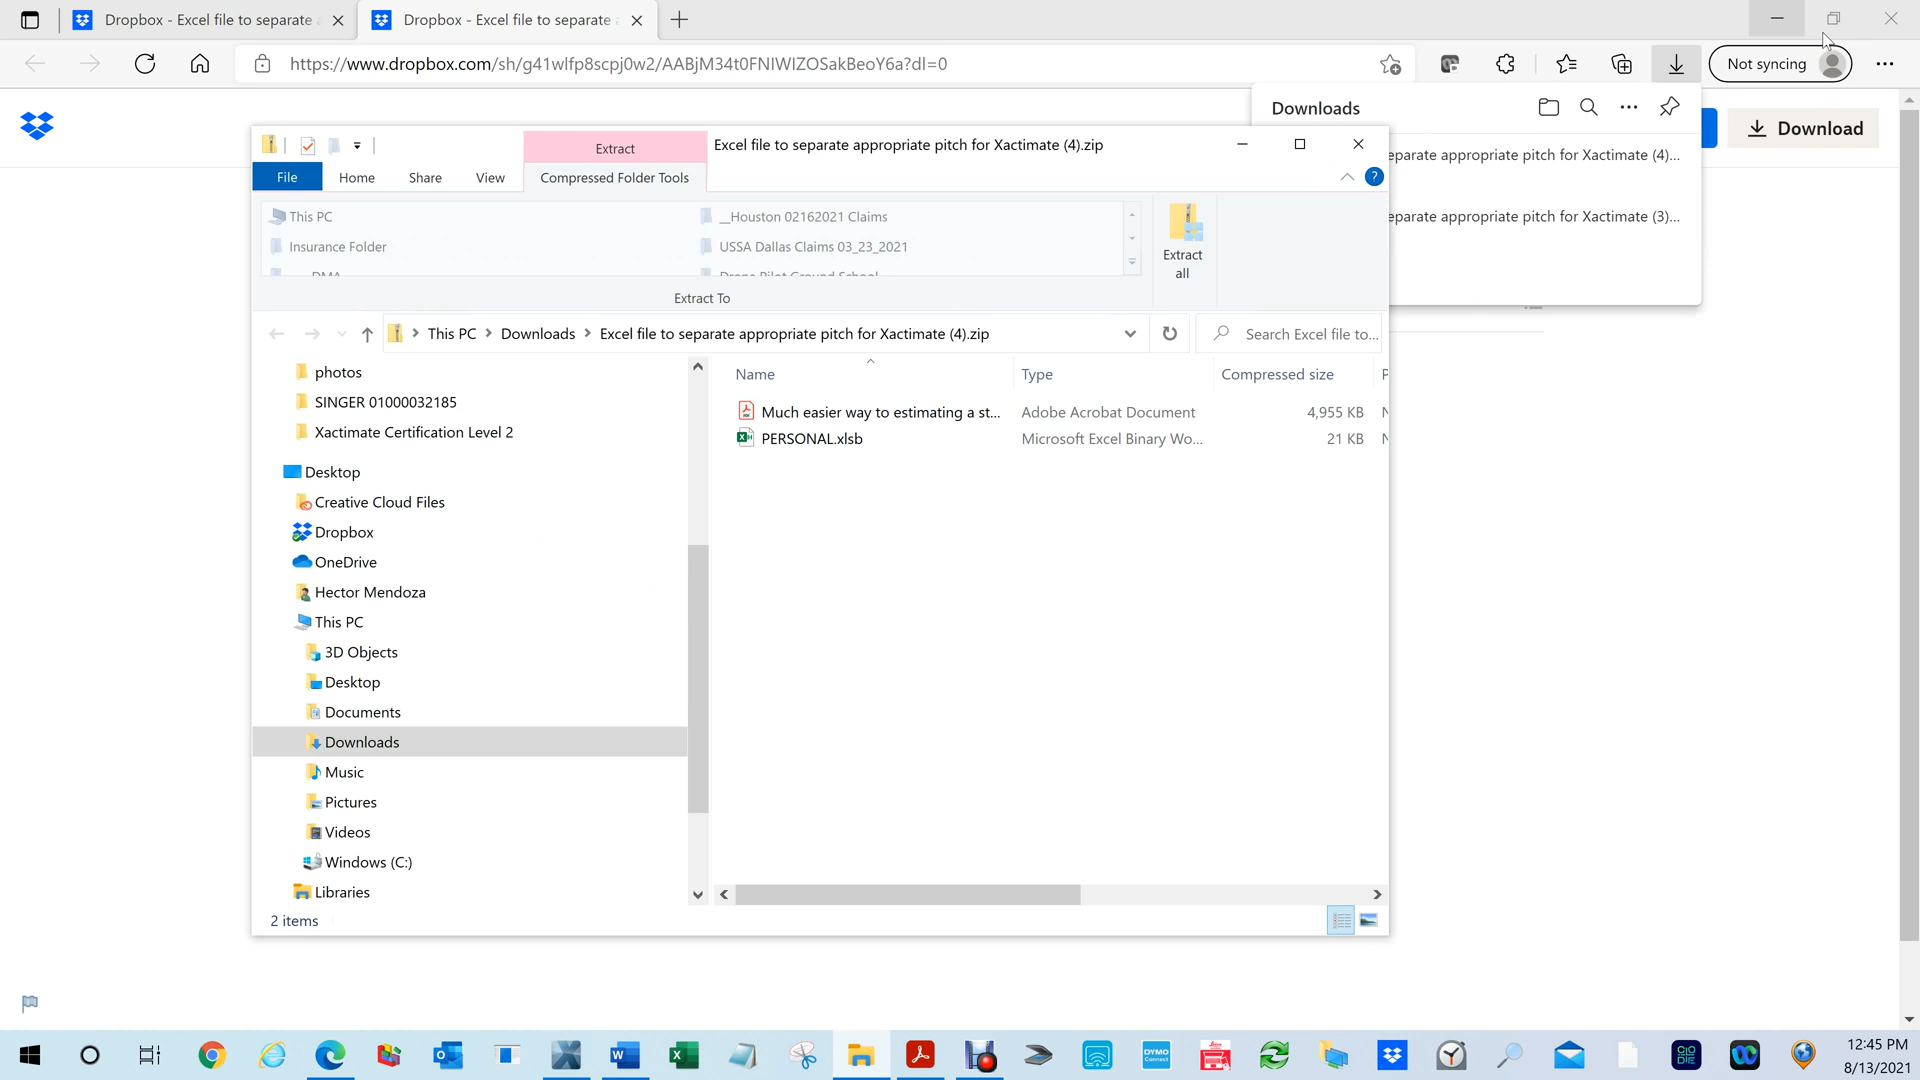 Dropbox - Excel file to separate
Dropbox - Excel file to separate
https://www.dropbox.com/sh/g41wlfp8scpj0w2/AABjM34t0FNIWIZOSakBeoY6a?dl=0
Not syncing
Downloads
Download
eparate appropriate pitch for Xactimate (4)...
eparate appropriate pitch for Xactimate (3)...
Extract
Excel file to separate appropriate pitch for Xactimate (4).zip
File
Home
Share
View
Compressed Folder Tools
This PC
__Houston 02162021 Claims
Insurance Folder
USSA Dallas Claims 03_23_2021
Drone Pilot Ground School
Extract
all
Extract To
This PC
Downloads
Excel file to separate appropriate pitch for Xactimate (4).zip
Search Excel file to...
photos
SINGER 01000032185
Xactimate Certification Level 2
Desktop
Creative Cloud Files
Dropbox
OneDrive
Hector Mendoza
This PC
3D Objects
Desktop
Documents
Downloads
Music
Pictures
Videos
Windows (C:)
Libraries
Name
Type
Compressed size
Much easier way to estimating a st...
Adobe Acrobat Document
4,955 KB
PERSONAL.xlsb
Microsoft Excel Binary Wo...
21 KB
2 items
DYMO
Connect
12:45 PM
8/13/2021